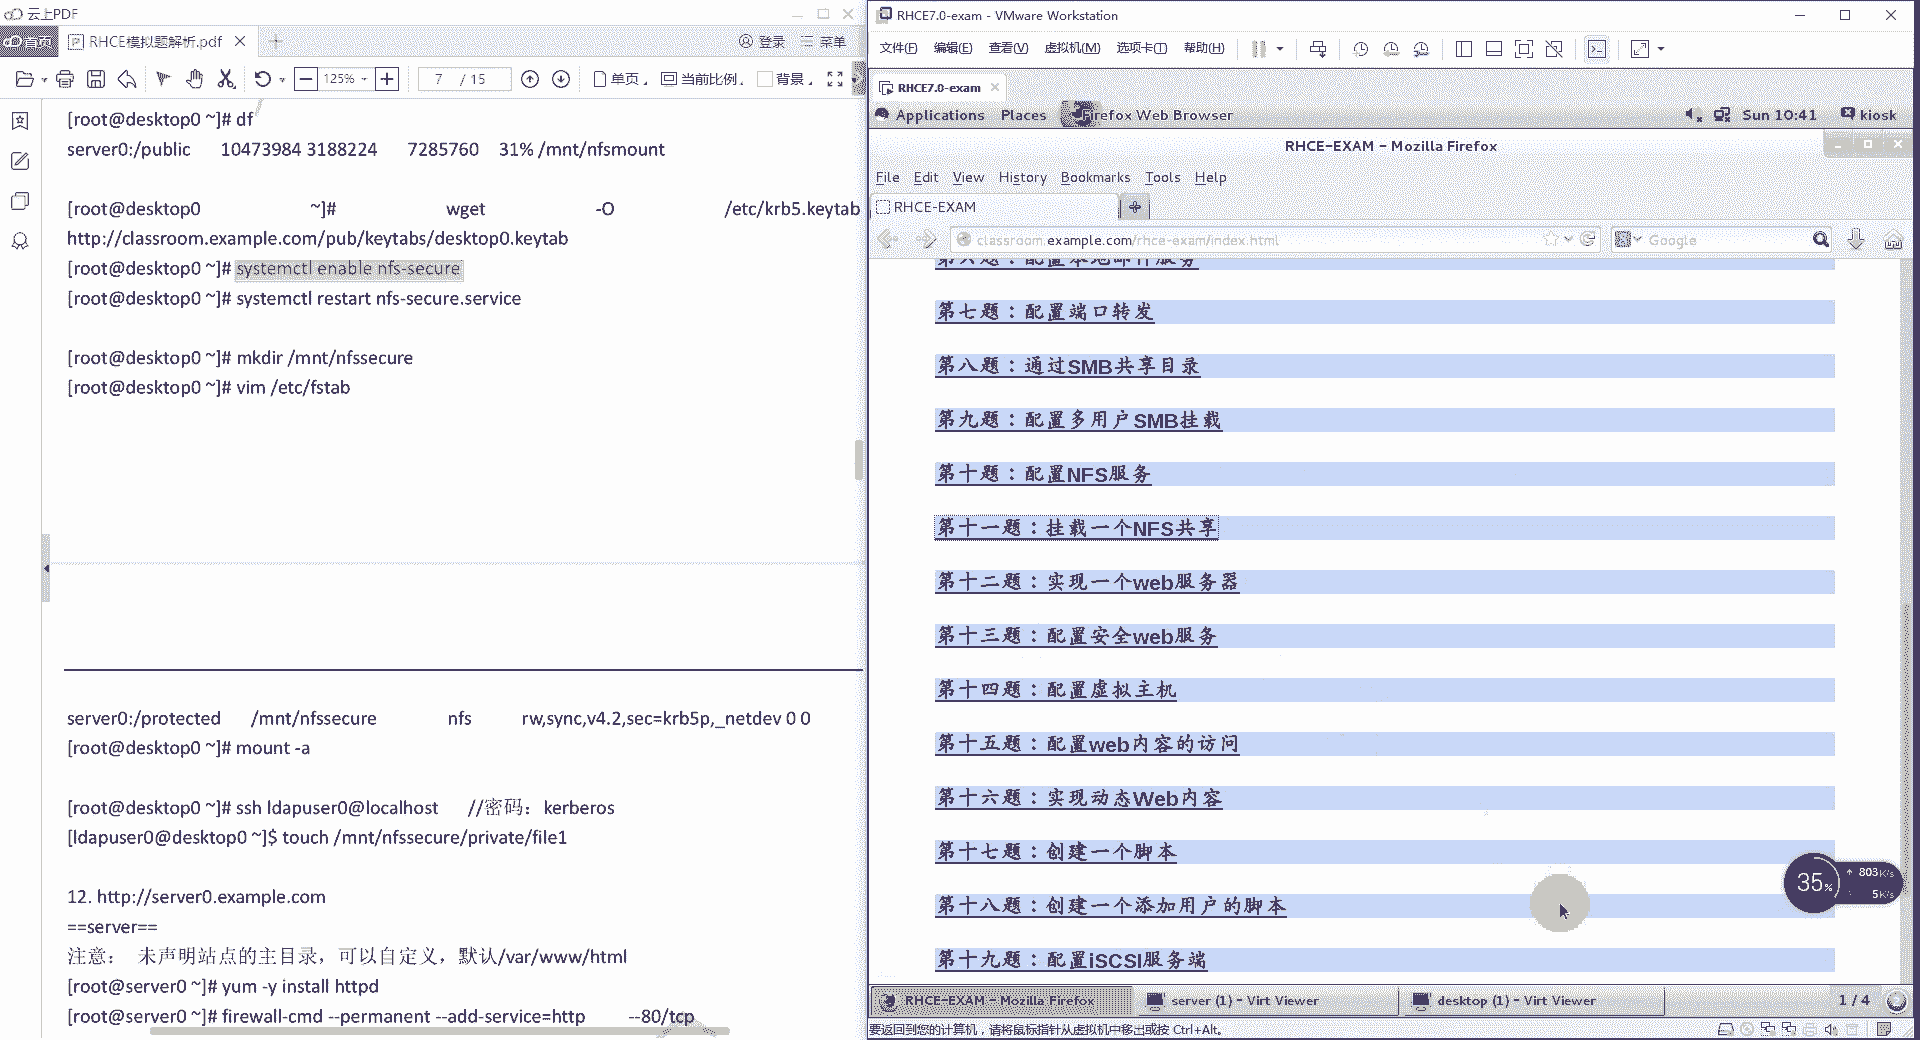 云上PDF
首页 RHCE模拟题解析.pdf 登录 菜单
125% 7 / 15 单页 当前比例 背景
[root@desktop0 ~]# df
server0:/public 10473984 3188224 7285760 31% /mnt/nfsmount
[root@desktop0 ~]# wget -O /etc/krb5.keytab
http://classroom.example.com/pub/keytabs/desktop0.keytab
[root@desktop0 ~]# systemctl enable nfs-secure
[root@desktop0 ~]# systemctl restart nfs-secure.service
[root@desktop0 ~]# mkdir /mnt/nfssecure
[root@desktop0 ~]# vim /etc/fstab
server0:/protected /mnt/nfssecure nfs rw,sync,v4.2,sec=krb5p,_netdev 0 0
[root@desktop0 ~]# mount -a
[root@desktop0 ~]# ssh ldapuser0@localhost //密码：kerberos
[ldapuser0@desktop0 ~]$ touch /mnt/nfssecure/private/file1
12. http://server0.example.com
==server==
注意： 未声明站点的主目录，可以自定义，默认/var/www/html
[root@server0 ~]# yum -y install httpd
[root@server0 ~]# firewall-cmd --permanent --add-service=http --80/tcp
RHCE7.0-exam - VMware Workstation
文件(F) 编辑(E) 查看(V) 虚拟机(M) 选项卡(T) 帮助(H)
RHCE7.0-exam
Applications Places Firefox Web Browser Sun 10:41 kiosk
RHCE-EXAM - Mozilla Firefox
File Edit View History Bookmarks Tools Help
RHCE-EXAM
classroom.example.com/rhce-exam/index.html Google
第六题：配置本地邮件服务
第七题：配置端口转发
第八题：通过SMB共享目录
第九题：配置多用户SMB挂载
第十题：配置NFS服务
第十一题：挂载一个NFS共享
第十二题：实现一个web服务器
第十三题：配置安全web服务
第十四题：配置虚拟主机
第十五题：配置web内容的访问
第十六题：实现动态Web内容
第十七题：创建一个脚本
第十八题：创建一个添加用户的脚本
第十九题：配置iSCSI服务端
35% 803K/s
5K/s
RHCE-EXAM - Mozilla Firefox server (1) - Virt Viewer desktop (1) - Virt Viewer 1 / 4
要返回到您的计算机，请将鼠标指针从虚拟机中移出或按 Ctrl+Alt。